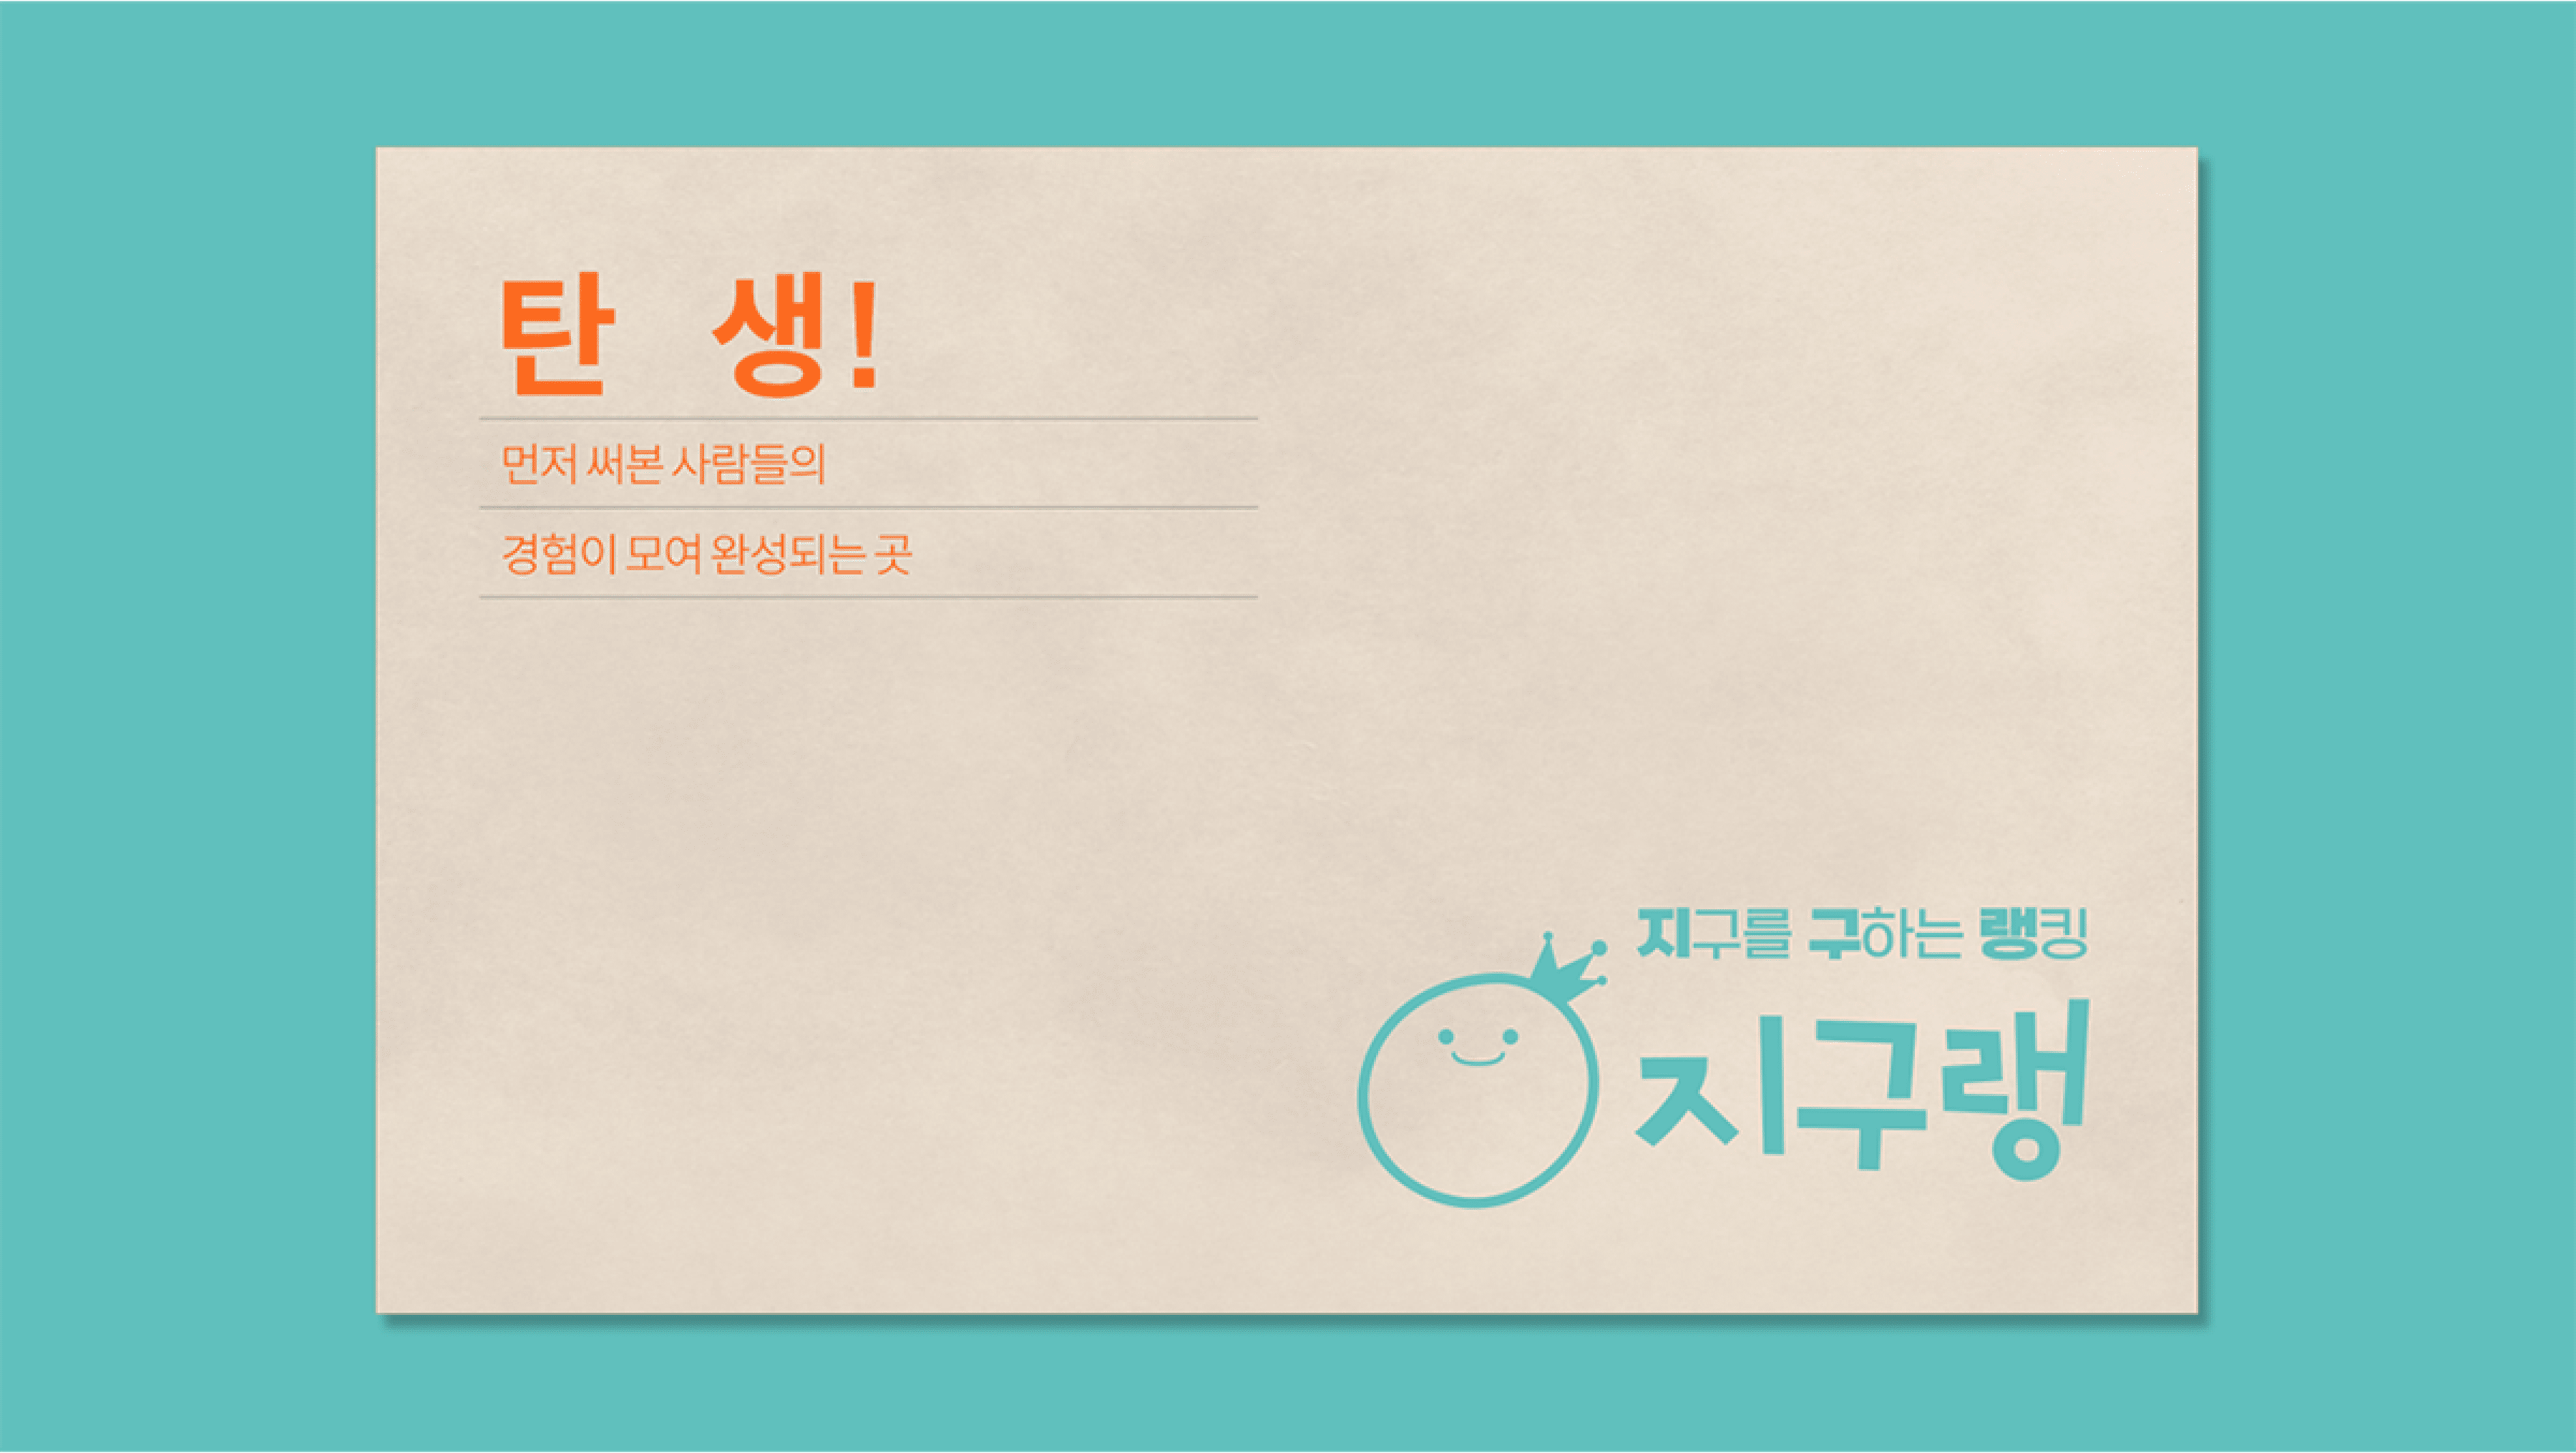 탄 생!
먼저 써본 사람들의
경험이 모여 완성되는 곳
지구를 구하는 랭킹
지구랭